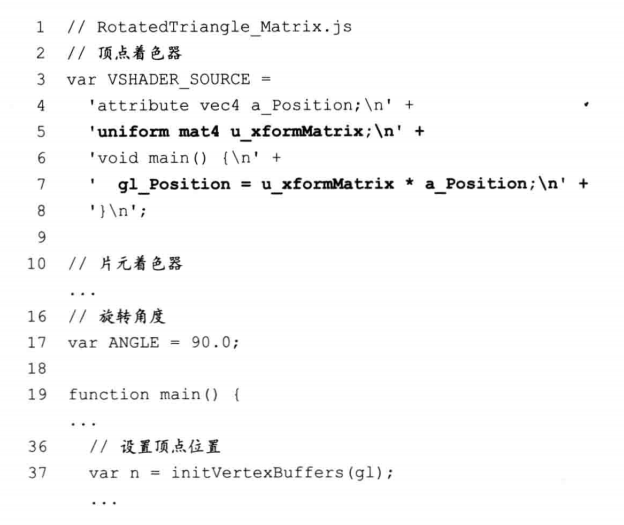 1 // RotatedTriangle_Matrix.js
2 // 顶点着色器
3 var VSHADER_SOURCE =
4 'attribute vec4 a_Position;\n' +
5 'uniform mat4 u_xformMatrix;\n' +
6 'void main() {\n' +
7 '  gl_Position = u_xformMatrix * a_Position;\n' +
8 '}\n';
9
10 // 片元着色器
...
16 // 旋转角度
17 var ANGLE = 90.0;
18
19 function main() {
...
36 // 设置顶点位置
37 var n = initVertexBuffers(gl);
...